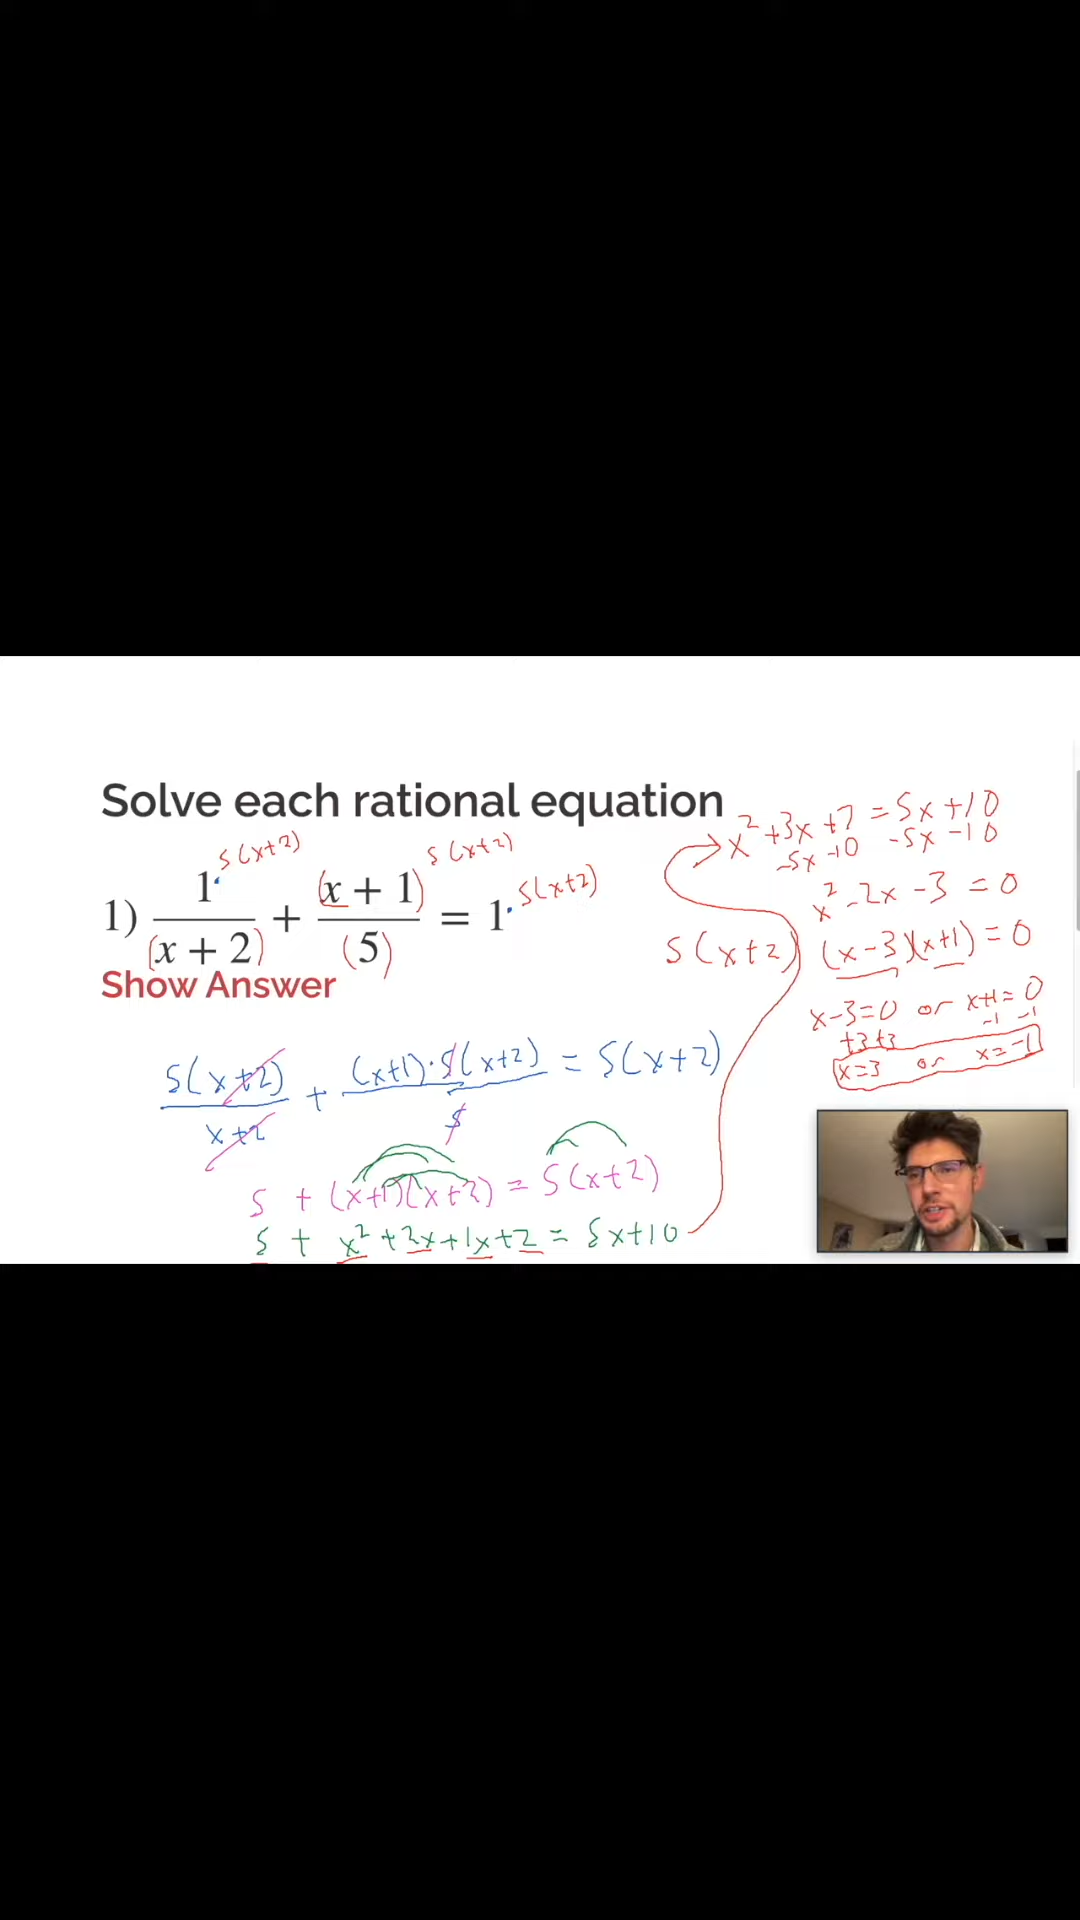 Solve each rational equation
1) 1·5(x+2)/(x + 2) + (x + 1)5(x+2)/(5) = 1·5(x+2)
5(x+2)
Show Answer
5(x+2)/x+2 + (x+1)·5(x+2)/5 = 5(x+2)
5 + (x+1)(x+2) = 5(x+2)
5 + x² + 2x + 1x + 2 = 5x+10
x² + 3x + 7 = 5x + 10
-5x -10 -5x -10
x² - 2x - 3 = 0
(x-3)(x+1) = 0
x-3=0 or x+1=0
+3 +3 -1 -1
x=3 or x=-1